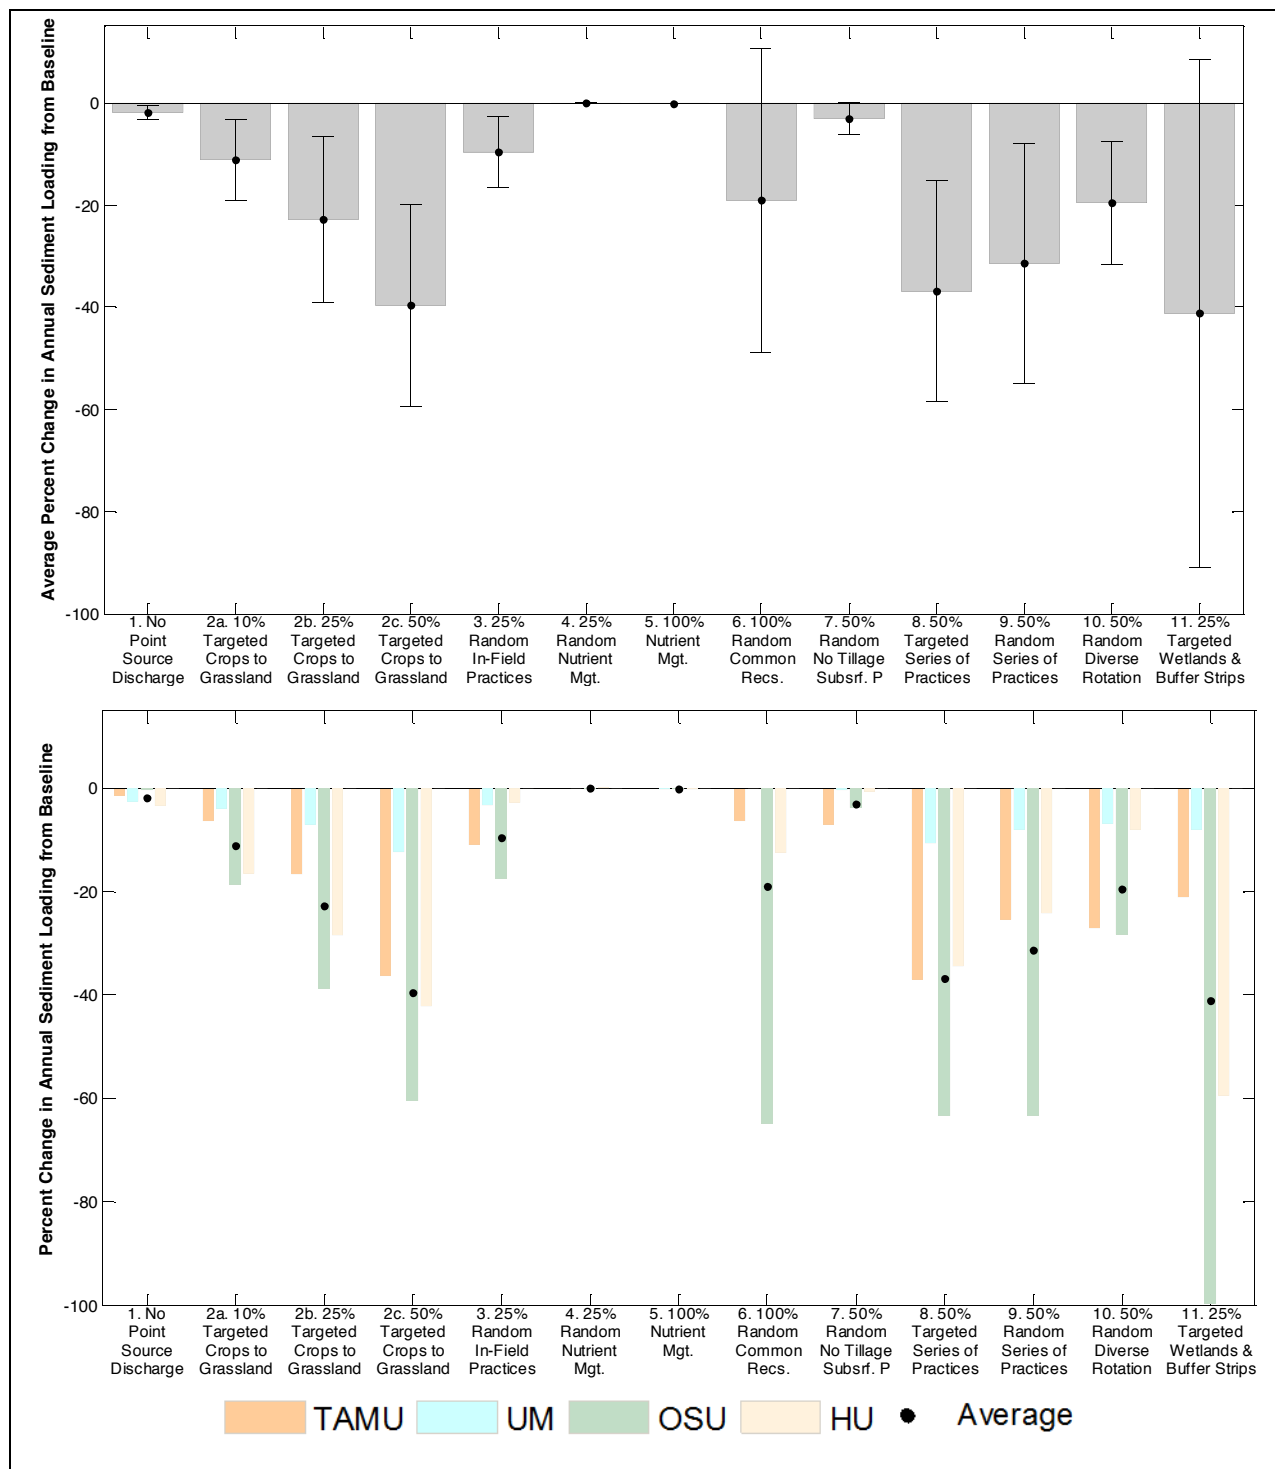 Average Percent Change in Annual Sediment Loading from Baseline
0
-20
-40
-60
-80
-100
1. No
Point
Source
Discharge
2a. 10%
Targeted
Crops to
Grassland
2b. 25%
Targeted
Crops to
Grassland
2c. 50%
Targeted
Crops to
Grassland
3. 25%
Random
In-Field
Practices
4. 25%
Random
Nutrient
Mgt.
5. 100%
Nutrient
Mgt.
6. 100%
Random
Common
Recs.
7. 50%
Random
No Tillage
Subsrf. P
8. 50%
Targeted
Series of
Practices
9. 50%
Random
Series of
Practices
10. 50%
Random
Diverse
Rotation
11. 25%
Targeted
Wetlands &
Buffer Strips
Percent Change in Annual Sediment Loading from Baseline
0
-20
-40
-60
-80
-100
1. No
Point
Source
Discharge
2a. 10%
Targeted
Crops to
Grassland
2b. 25%
Targeted
Crops to
Grassland
2c. 50%
Targeted
Crops to
Grassland
3. 25%
Random
In-Field
Practices
4. 25%
Random
Nutrient
Mgt.
5. 100%
Nutrient
Mgt.
6. 100%
Random
Common
Recs.
7. 50%
Random
No Tillage
Subsrf. P
8. 50%
Targeted
Series of
Practices
9. 50%
Random
Series of
Practices
10. 50%
Random
Diverse
Rotation
11. 25%
Targeted
Wetlands &
Buffer Strips
TAMU UM OSU HU Average